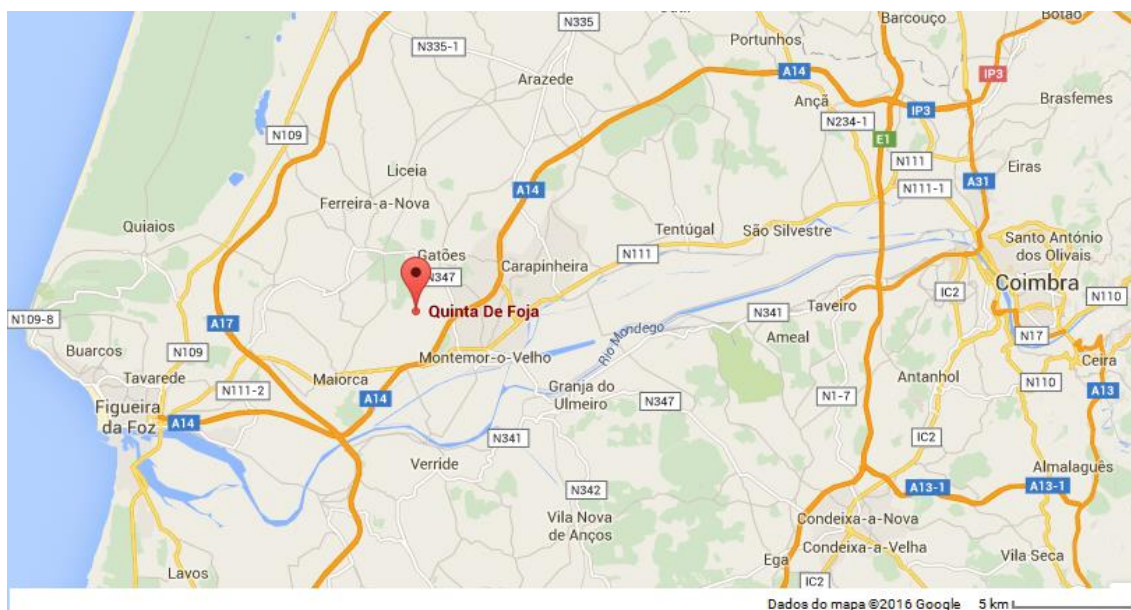 N335
Barcouço
Botão
N335-1
Portunhos
Arazede
A14
IP3
Ançã
Brasfemes
N109
N234-1
IP3
E1
Liceia
N111
Eiras
A14
A31
N111-1
Ferreira-a-Nova
Quiaios
Tentúgal
São Silvestre
Santo António
dos Olivais
Gatões
N111
Carapinheira
N347
Coimbra
IC2
N110
Quinta De Foja
Taveiro
N341
N109-8
A17
Rio Mondego
Ameal
N17
Buarcos
N109
Montemor-o-Velho
Ceira
Tavarede
Maiorca
Antanhol
N110
N111-2
Granja do
Ulmeiro
A13
A14
N347
N1-7
Figueira
da Foz
A14
N341
IC2
Verride
Almalaguês
N342
A13-1
A13-1
Vila Nova
de Anços
Condeixa-a-Nova
Condeixa-a-Velha
Ega
Vila Seca
Lavos
IC2
Dados do mapa ©2016 Google
5 km